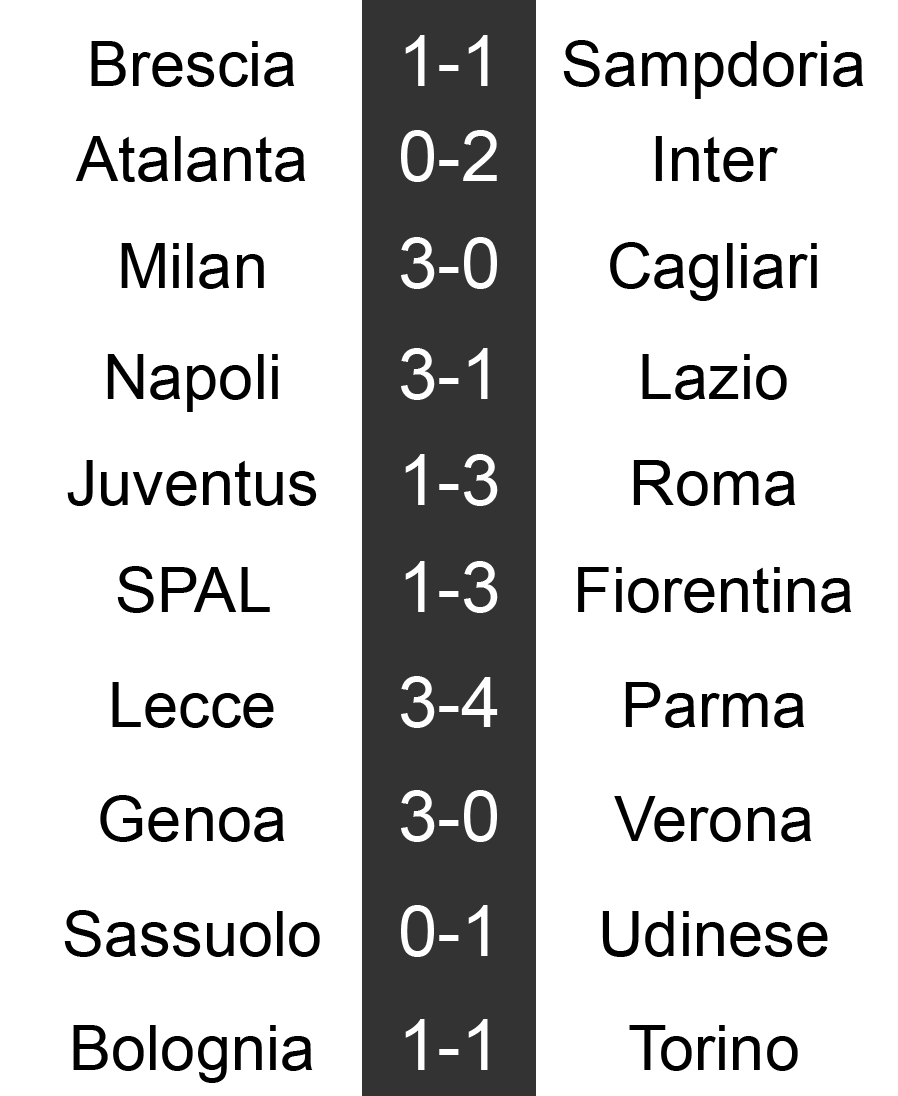 Brescia 1-1 Sampdoria
Atalanta 0-2 Inter
Milan 3-0 Cagliari
Napoli 3-1 Lazio
Juventus 1-3 Roma
SPAL 1-3 Fiorentina
Lecce 3-4 Parma
Genoa 3-0 Verona
Sassuolo 0-1 Udinese
Bolognia 1-1 Torino